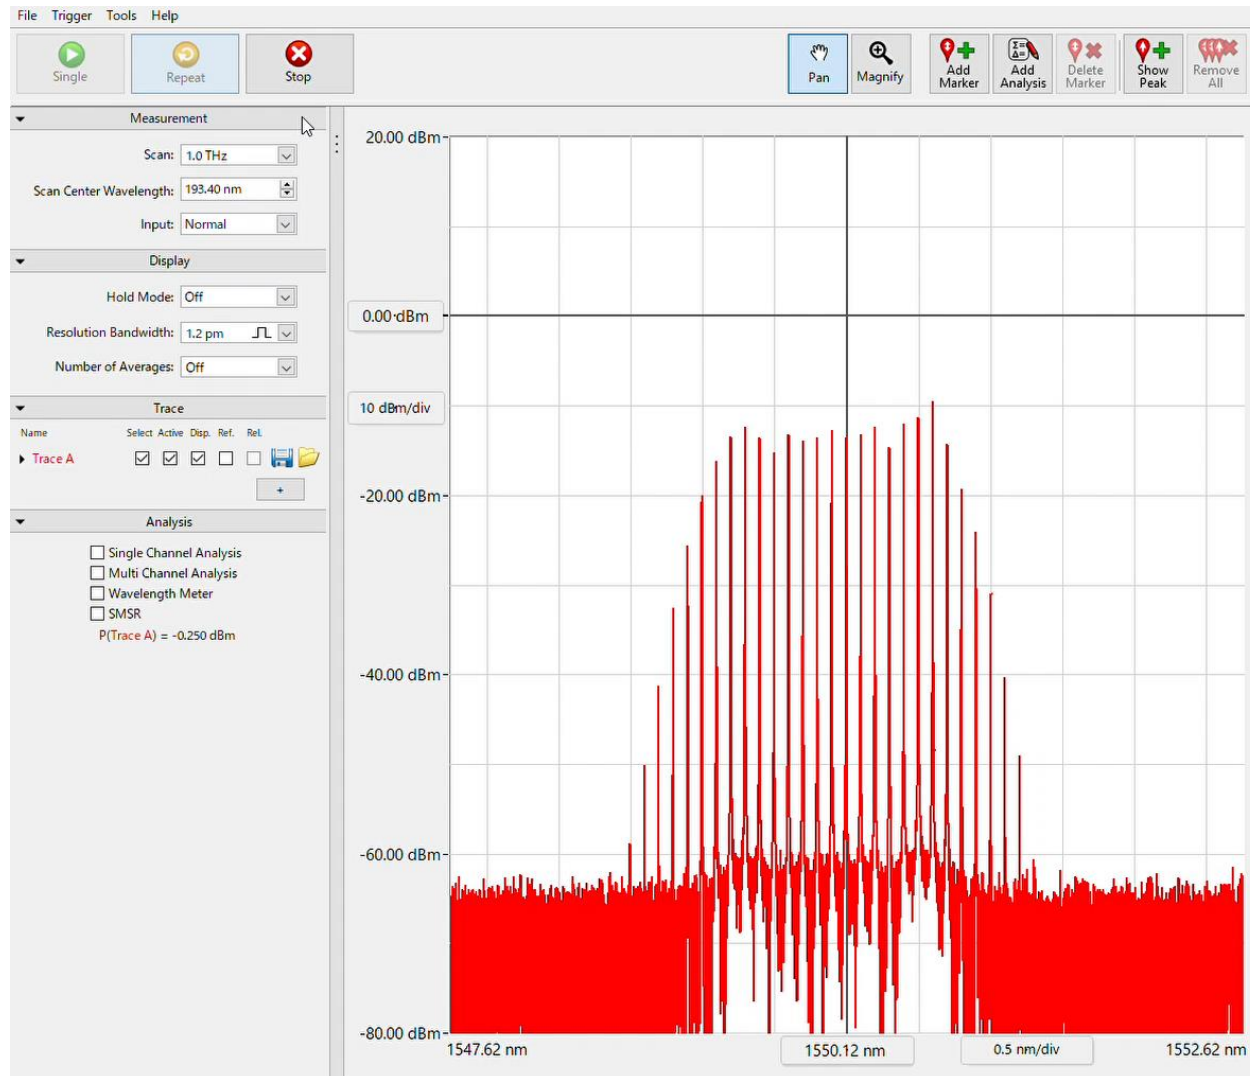 File Trigger Tools Help
Single Repeat Stop Pan Magnify Add Marker Add Analysis Delete Marker Show Peak Remove All
Measurement
Scan: 1.0 THz
Scan Center Wavelength: 193.40 nm
Input: Normal
Display
Hold Mode: Off
Resolution Bandwidth: 1.2 pm
Number of Averages: Off
Trace
Name Select Active Disp. Ref. Rel.
Trace A
+
Analysis
Single Channel Analysis
Multi Channel Analysis
Wavelength Meter
SMSR
P(Trace A) = -0.250 dBm
20.00 dBm
0.00 dBm
10 dBm/div
-20.00 dBm
-40.00 dBm
-60.00 dBm
-80.00 dBm
1547.62 nm 1550.12 nm 0.5 nm/div 1552.62 nm